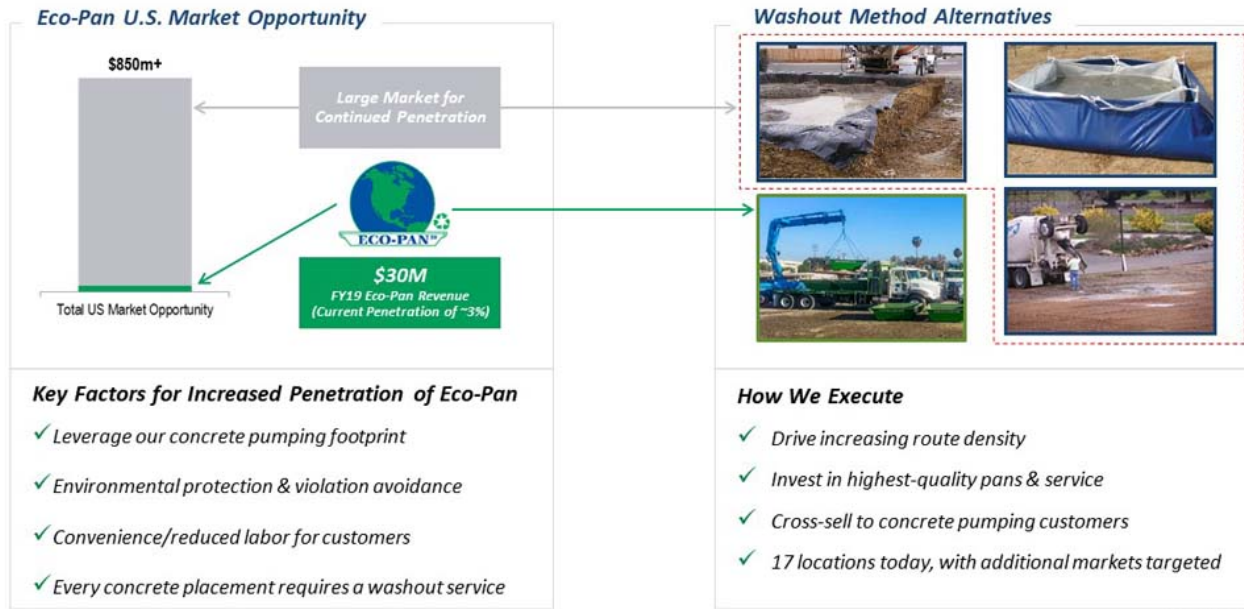 Eco-Pan U.S. Market Opportunity
$850m+
Large Market for
Continued Penetration
ECO-PAN
$30M
FY19 Eco-Pan Revenue
(Current Penetration of ~3%)
Total US Market Opportunity
Washout Method Alternatives
Key Factors for Increased Penetration of Eco-Pan
✓ Leverage our concrete pumping footprint
✓ Environmental protection & violation avoidance
✓ Convenience/reduced labor for customers
✓ Every concrete placement requires a washout service
How We Execute
✓ Drive increasing route density
✓ Invest in highest-quality pans & service
✓ Cross-sell to concrete pumping customers
✓ 17 locations today, with additional markets targeted